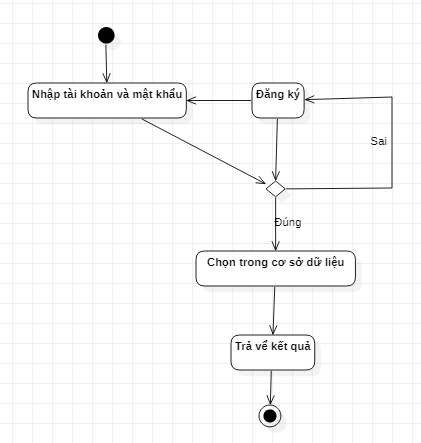 Nhập tài khoản và mật khẩu
Đăng ký
Sai
Đúng
Chọn trong cơ sở dữ liệu
Trả về kết quả